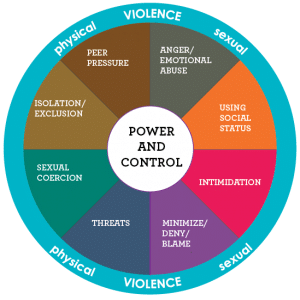 physical
VIOLENCE
sexual
PEER
PRESSURE
ANGER/
EMOTIONAL
ABUSE
ISOLATION/
EXCLUSION
USING
SOCIAL
STATUS
POWER
AND
CONTROL
SEXUAL
COERCION
INTIMIDATION
THREATS
MINIMIZE/
DENY/
BLAME
physical
VIOLENCE
sexual